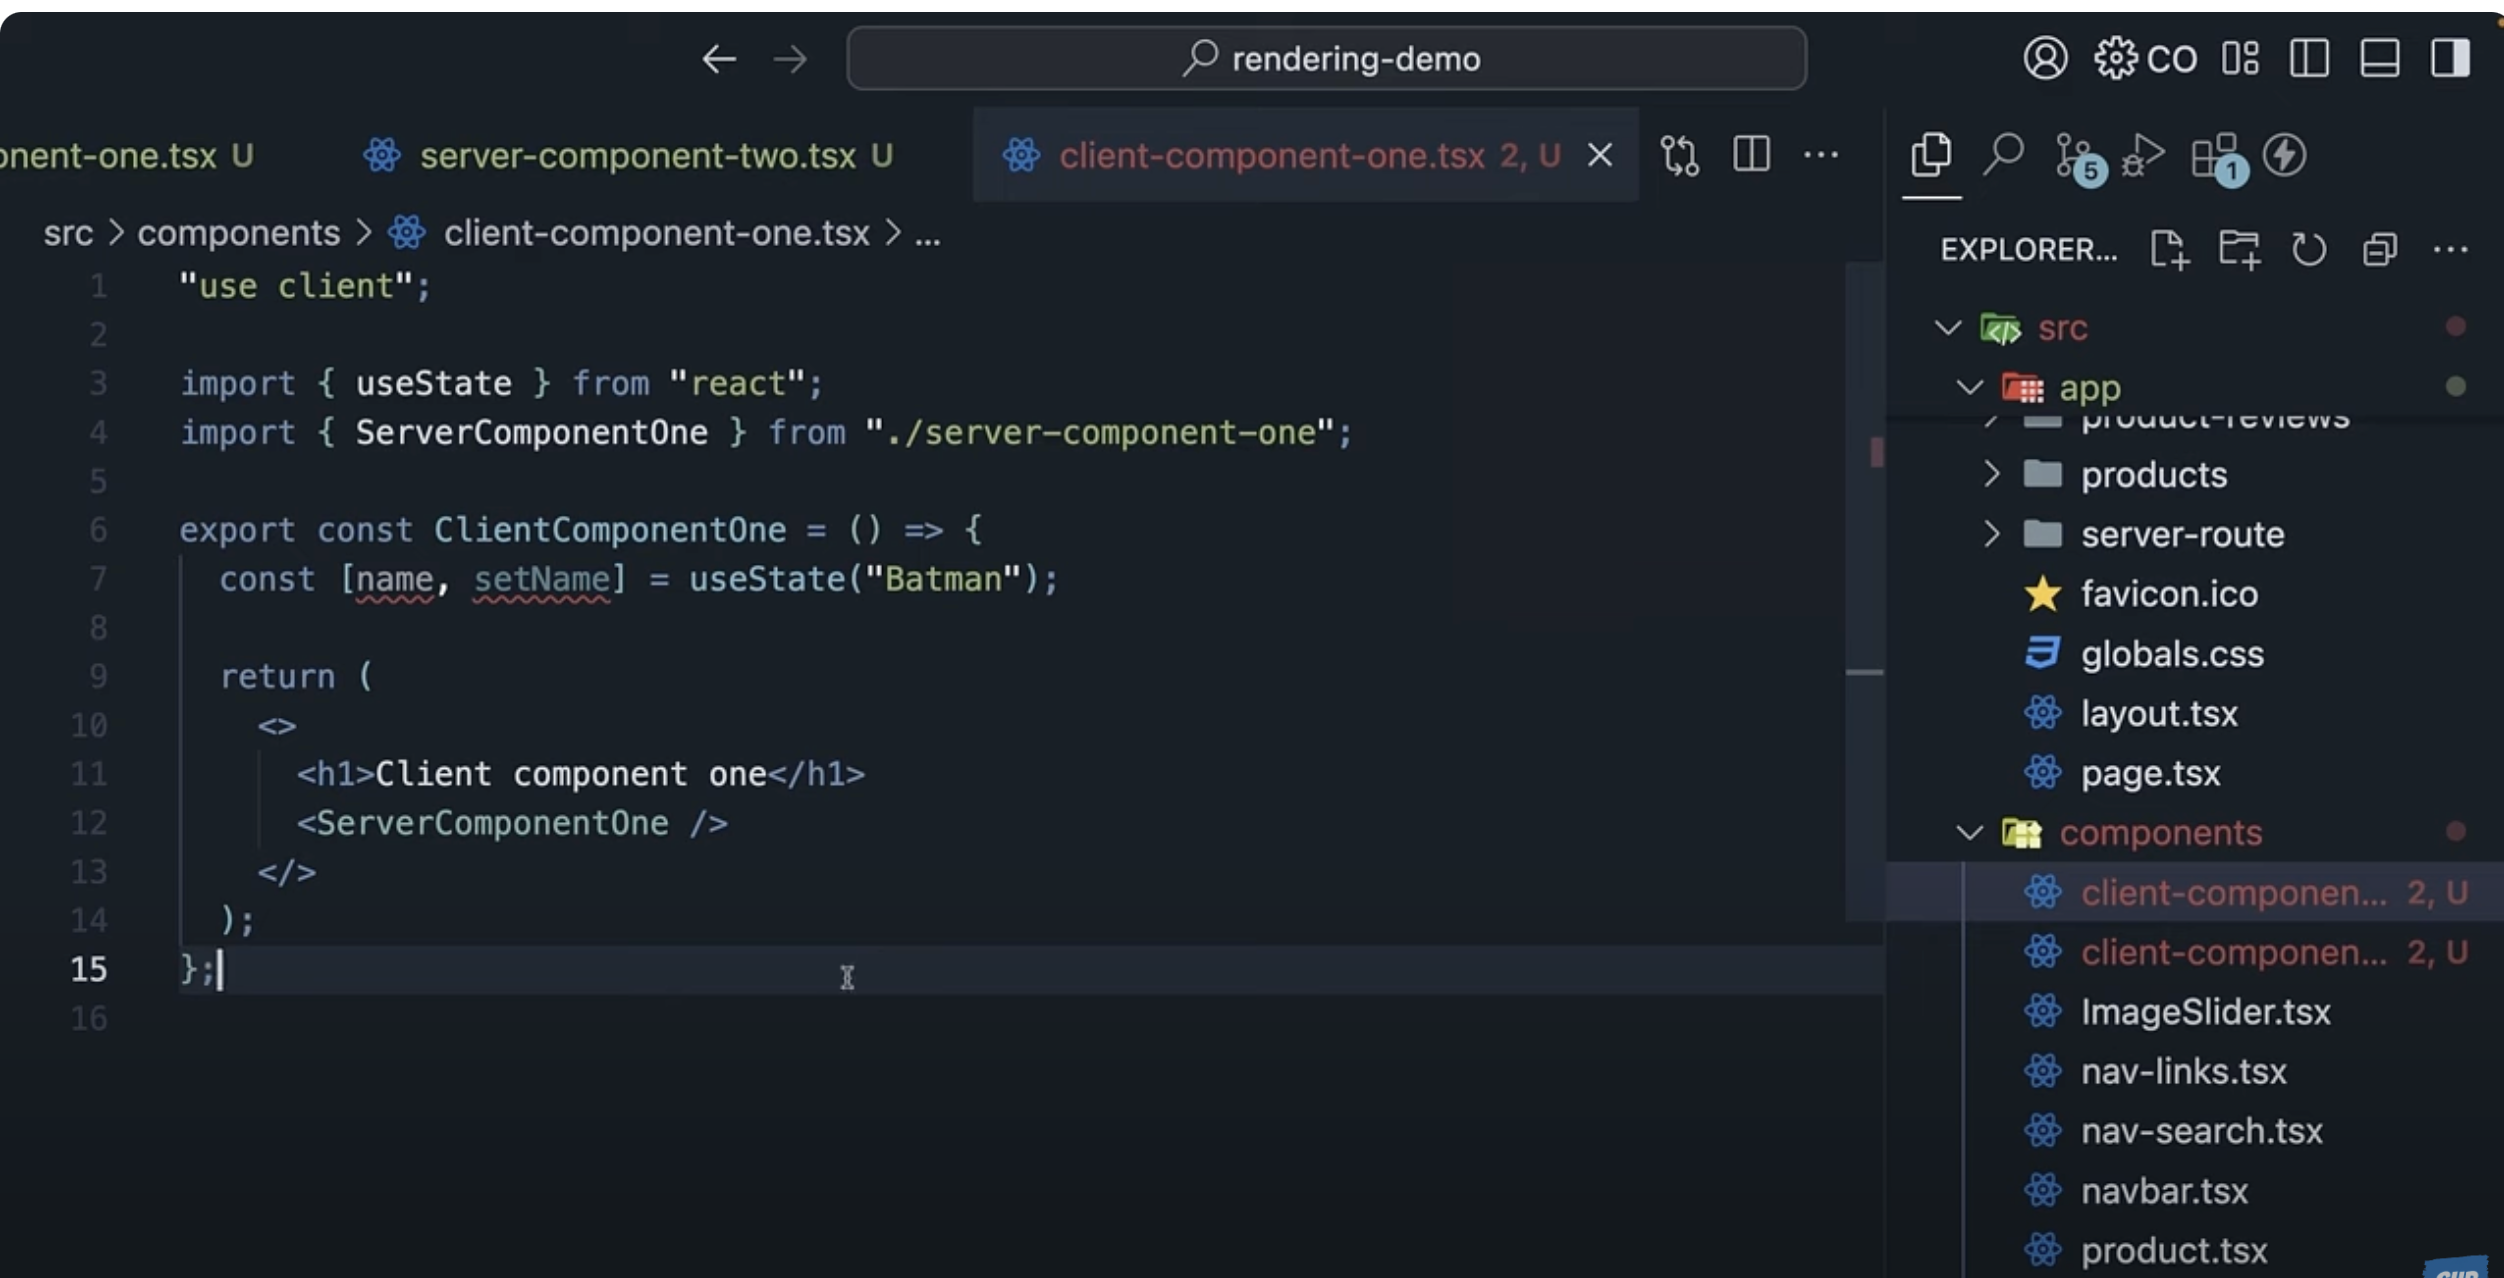 rendering-demo
CO
onent-one.tsx U
server-component-two.tsx U
client-component-one.tsx 2, U
5
1
src > components > client-component-one.tsx > ...
1 "use client";
2
3 import { useState } from "react";
4 import { ServerComponentOne } from "./server-component-one";
5
6 export const ClientComponentOne = () => {
7 const [name, setName] = useState("Batman");
8
9 return (
10 <>
11 <h1>Client component one</h1>
12 <ServerComponentOne />
13 </>
14 );
15 };
16
EXPLORER...
src
app
product-reviews
products
server-route
favicon.ico
globals.css
layout.tsx
page.tsx
components
client-componen... 2, U
client-componen... 2, U
ImageSlider.tsx
nav-links.tsx
nav-search.tsx
navbar.tsx
product.tsx